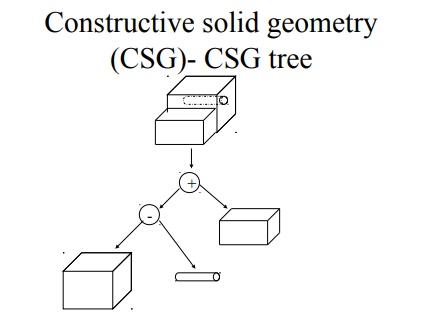 Constructive solid geometry
(CSG)- CSG tree
+
-